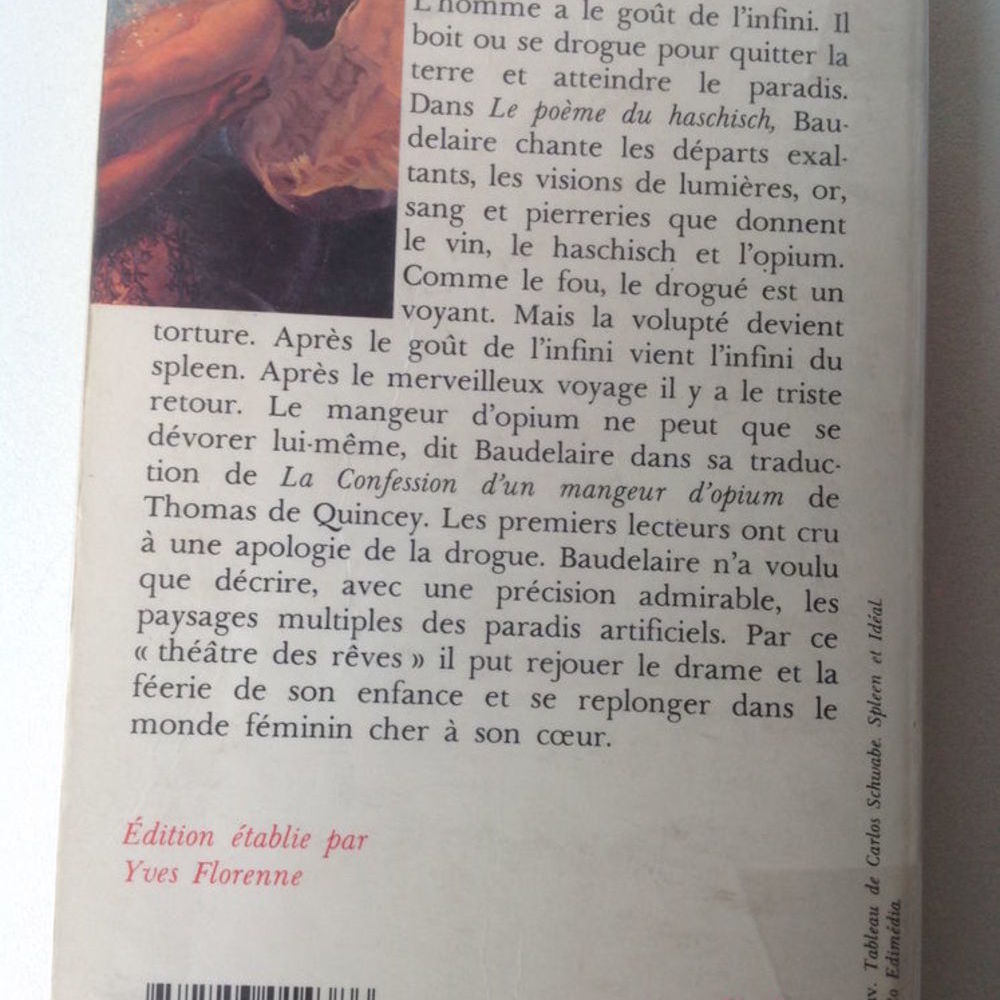 L'homme a le goût de l'infini. Il
boit ou se drogue pour quitter la
terre et atteindre le paradis.
Dans Le poème du haschisch, Bau-
delaire chante les départs exal-
tants, les visions de lumières, or,
sang et pierreries que donnent
le vin, le haschisch et l'opium.
Comme le fou, le drogué est un
voyant. Mais la volupté devient
torture. Après le goût de l'infini vient l'infini du
spleen. Après le merveilleux voyage il y a le triste
retour. Le mangeur d'opium ne peut que se
dévorer lui-même, dit Baudelaire dans sa traduc-
tion de La Confession d'un mangeur d'opium de
Thomas de Quincey. Les premiers lecteurs ont cru
à une apologie de la drogue. Baudelaire n'a voulu
que décrire, avec une précision admirable, les
paysages multiples des paradis artificiels. Par ce
« théâtre des rêves » il put rejouer le drame et la
féerie de son enfance et se replonger dans le
monde féminin cher à son cœur.
Édition établie par
Yves Florenne
v. Tableau de Carlos Schwabe. Spleen et Idéal.
o Edimédia.